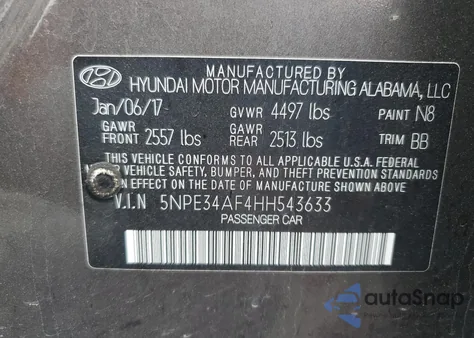 MANUFACTURED BY
HYUNDAI MOTOR MANUFACTURING ALABAMA, LLC
Jan/06/17 GVWR 4497 lbs PAINT N8
GAWR FRONT 2557 lbs GAWR REAR 2513 lbs TRIM BB
THIS VEHICLE CONFORMS TO ALL APPLICABLE U.S.A. FEDERAL
MOTOR VEHICLE SAFETY, BUMPER, AND THEFT PREVENTION STANDARDS
IN EFFECT ON THE DATE OF MANUFACTURE SHOWN ABOVE.
V.I.N 5NPE34AF4HH543633
PASSENGER CAR
autoSnap